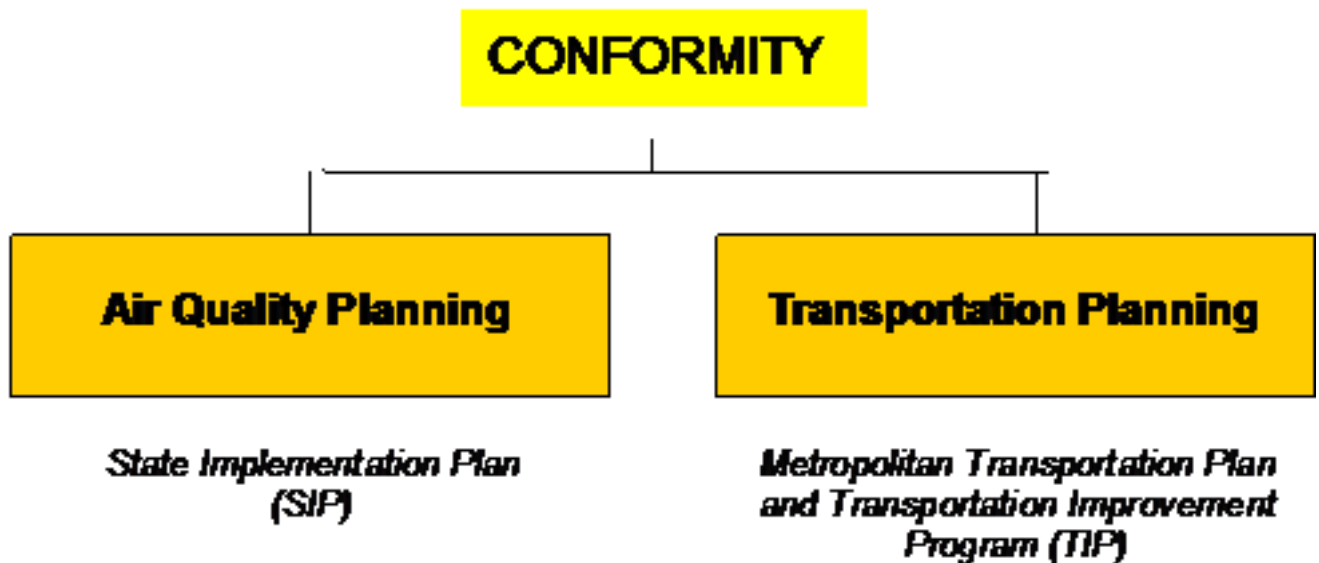 CONFORMITY
Air Quality Planning
Transportation Planning
State Implementation Plan
(SIP)
Metropolitan Transportation Plan
and Transportation Improvement
Program (TIP)